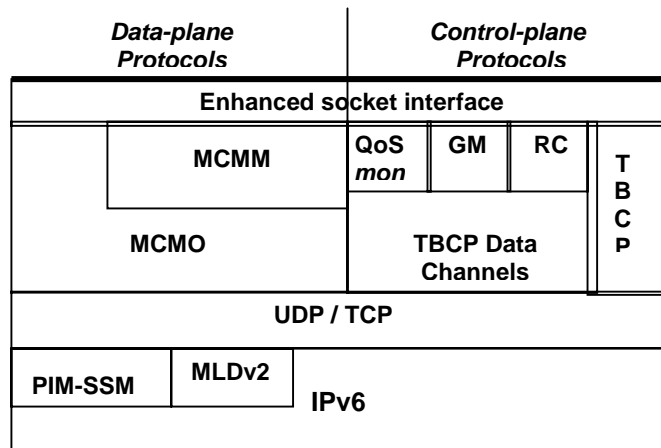 Data-plane Protocols
Control-plane Protocols
Enhanced socket interface
MCMM
QoS mon
GM
RC
TBCP
MCMO
TBCP Data Channels
UDP / TCP
PIM-SSM
MLDv2
IPv6